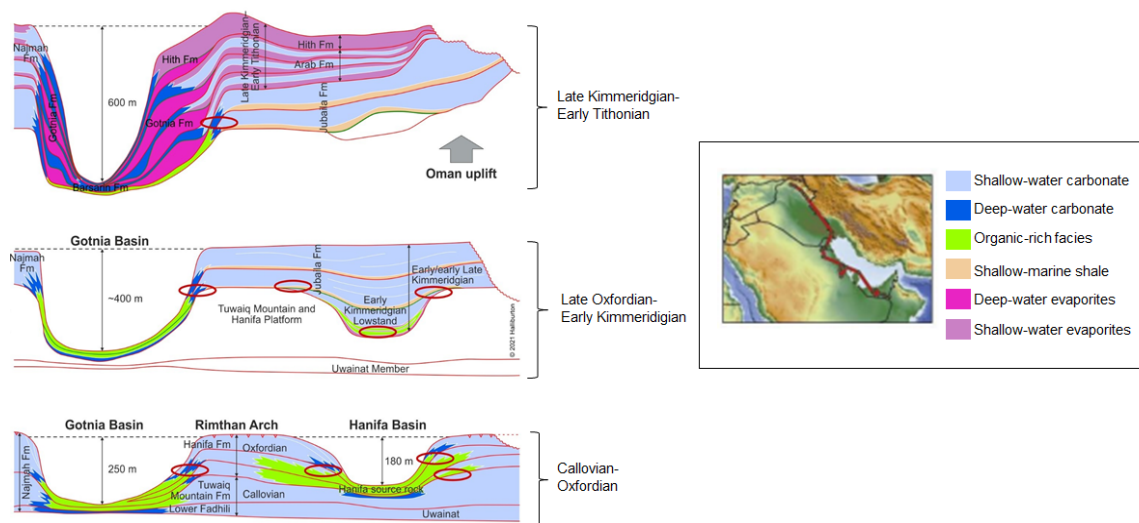 Najmah
Fm
Gotnia Fm
600 m
Hith Fm
Gotnia Fm
Barsarin Fm
Late Kimmeridgian-
Early Tithonian
Hith Fm
Arab Fm
Jubaila Fm
Oman uplift
Late Kimmeridgian-
Early Tithonian
Gotnia Basin
Najmah
Fm
~400 m
Tuwaiq Mountain and
Hanifa Platform
Jubaila Fm
Early
Kimmeridgian
Lowstand
Early/early Late
Kimmeridgian
Uwainat Member
© 2021 Halliburton
Late Oxfordian-
Early Kimmeridigian
Gotnia Basin
Rimthan Arch
Hanifa Basin
Najmah Fm
250 m
Hanifa Fm
Oxfordian
Tuwaiq
Mountain Fm
Callovian
Lower Fadhili
180 m
Hanifa source rock
Uwainat
Callovian-
Oxfordian
Shallow-water carbonate
Deep-water carbonate
Organic-rich facies
Shallow-marine shale
Deep-water evaporites
Shallow-water evaporites